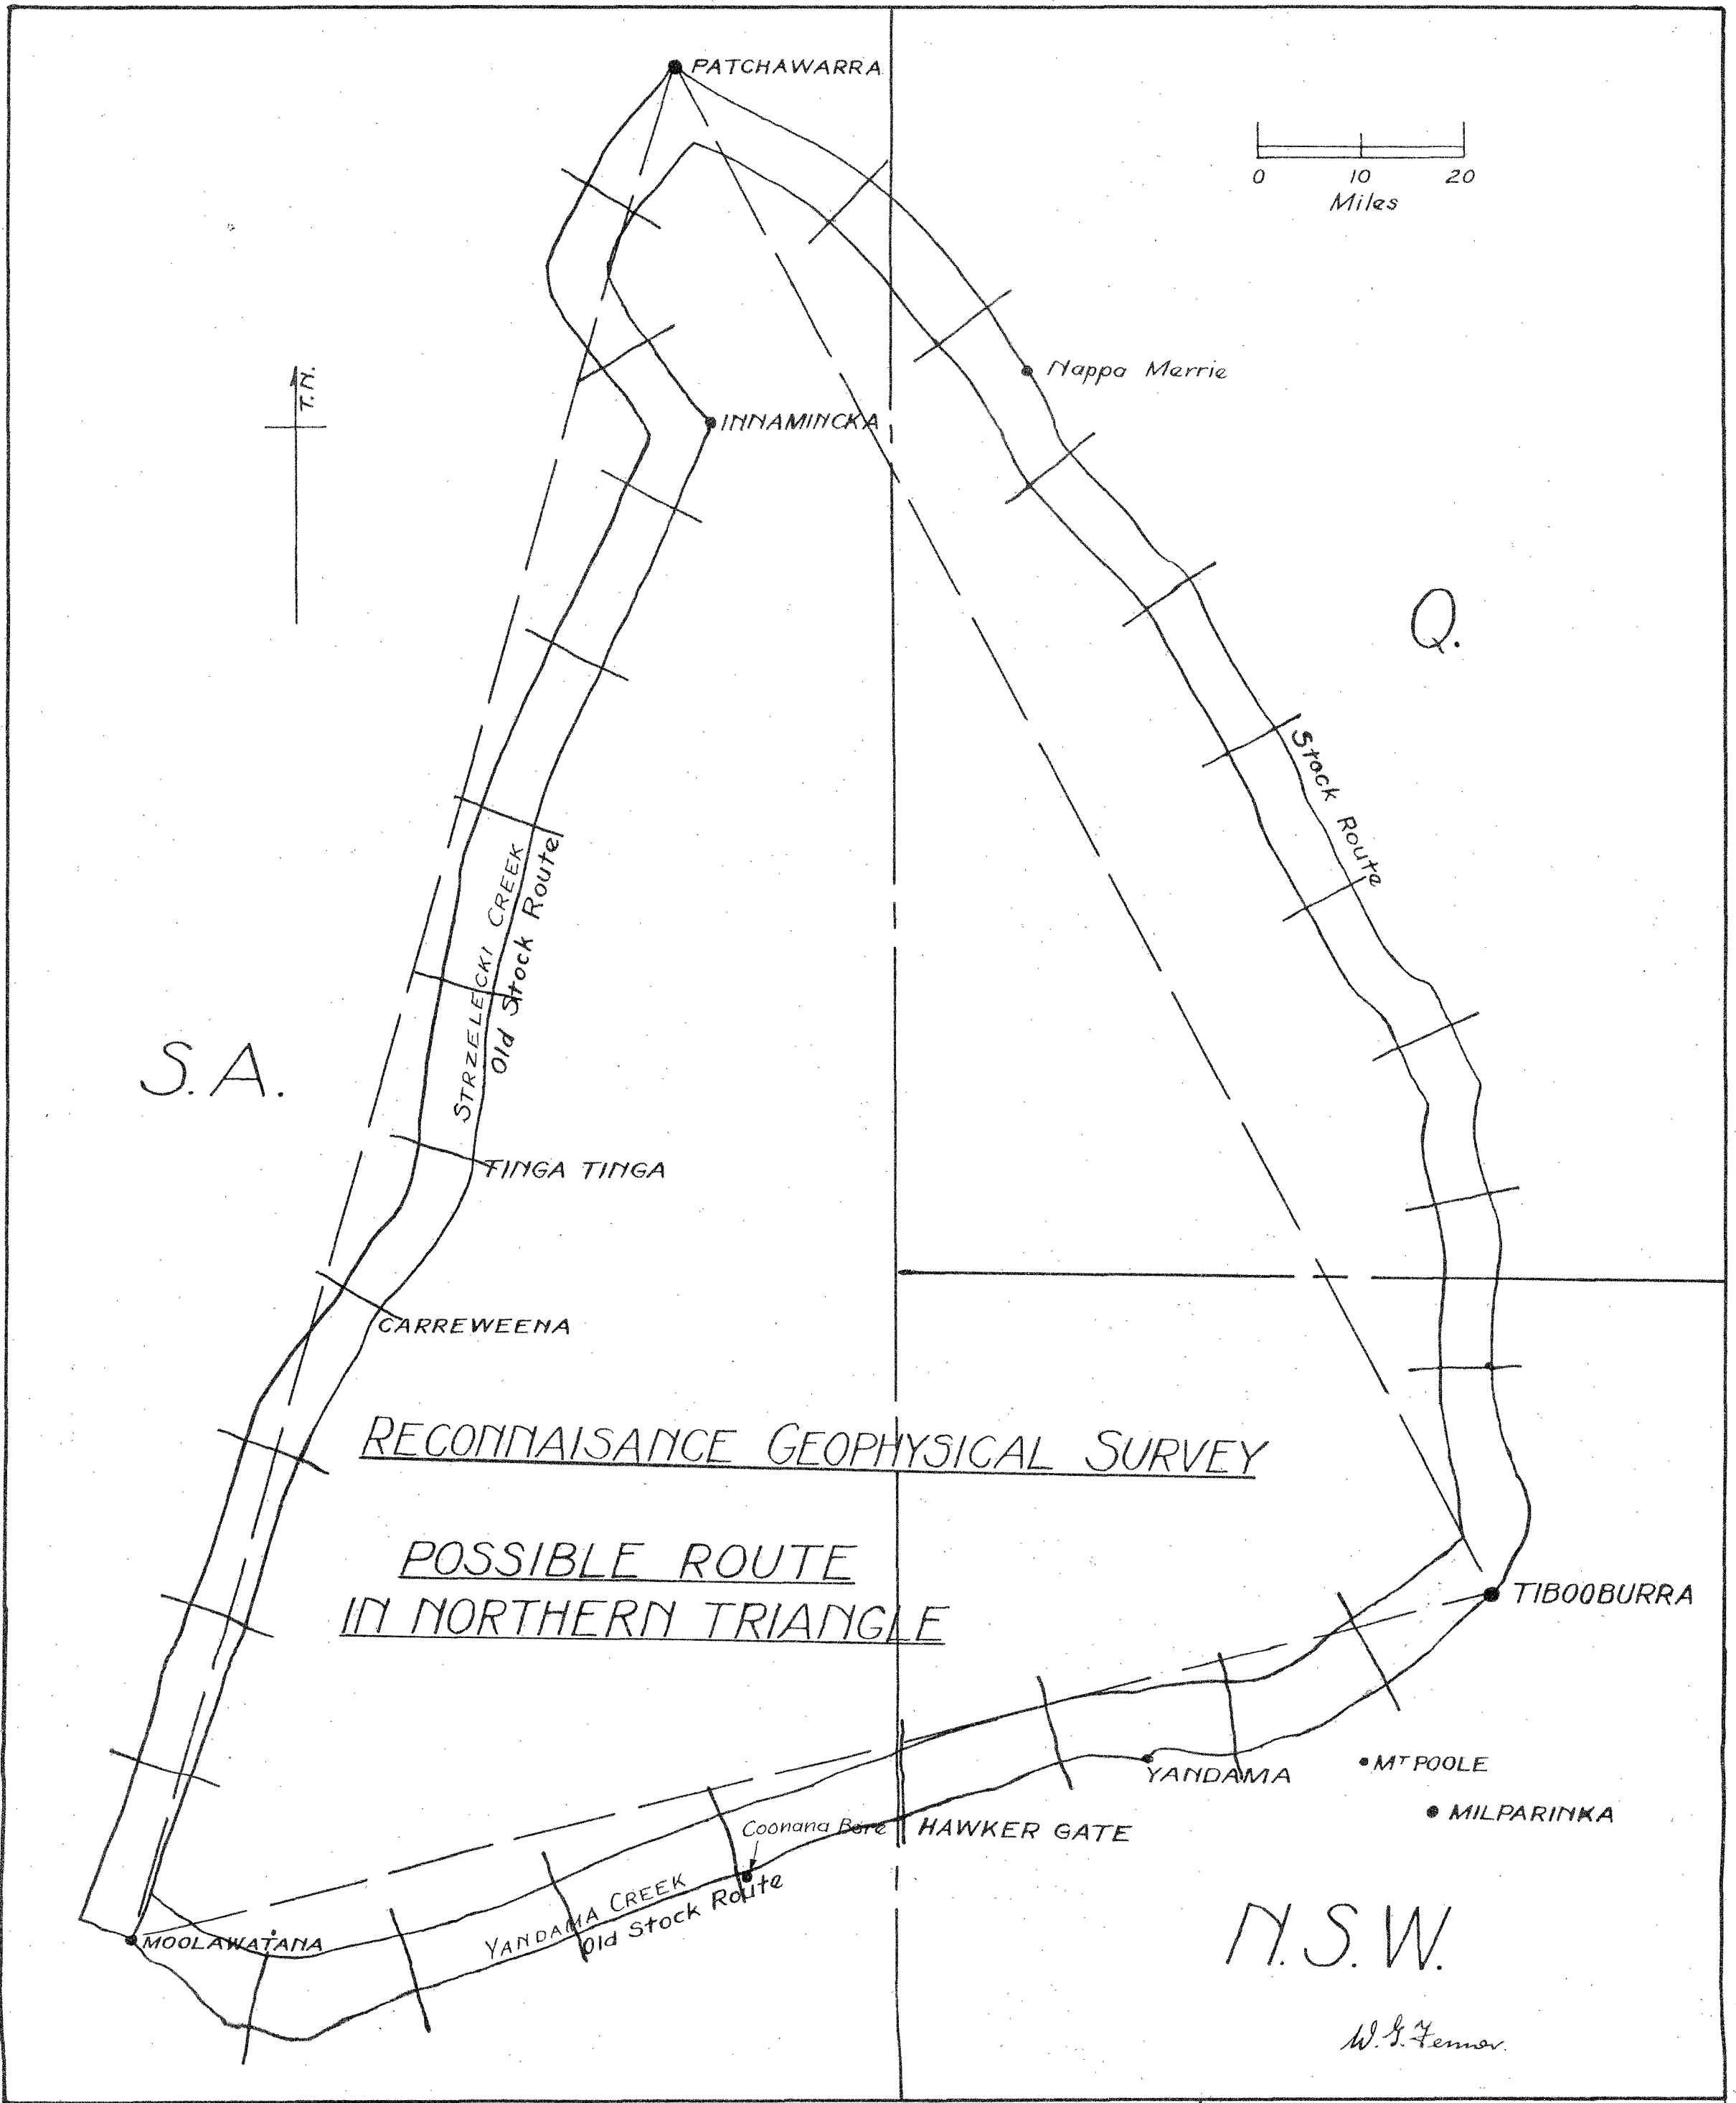 PATCHAWARRA
0 10 20
Miles
T.N.
Nappa Merrie
INNAMINCKA
Q.
Stock Route
STRZELECKI CREEK
Old Stock Route
S.A.
TINGA TINGA
CARREWEENA
RECONNAISANCE GEOPHYSICAL SURVEY
POSSIBLE ROUTE
IN NORTHERN TRIANGLE
TIBOOBURRA
YANDAMA
MT POOLE
MILPARINKA
HAWKER GATE
Coonana Bore
YANDAMA CREEK
Old Stock Route
MOOLAWATANA
N.S.W.